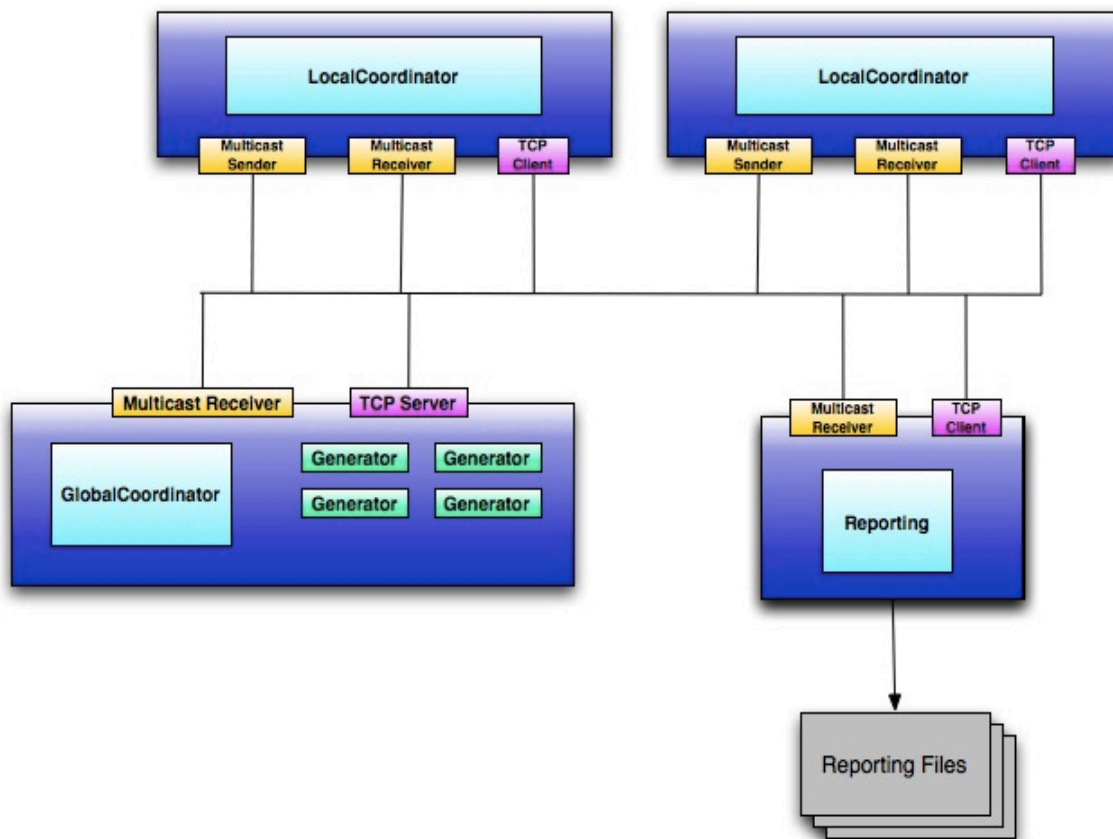 LocalCoordinator
LocalCoordinator
Multicast
Sender
Multicast
Receiver
TCP
Client
Multicast
Sender
Multicast
Receiver
TCP
Client
Multicast Receiver
TCP Server
Multicast
Receiver
TCP
Client
GlobalCoordinator
Generator
Generator
Generator
Generator
Reporting
Reporting Files